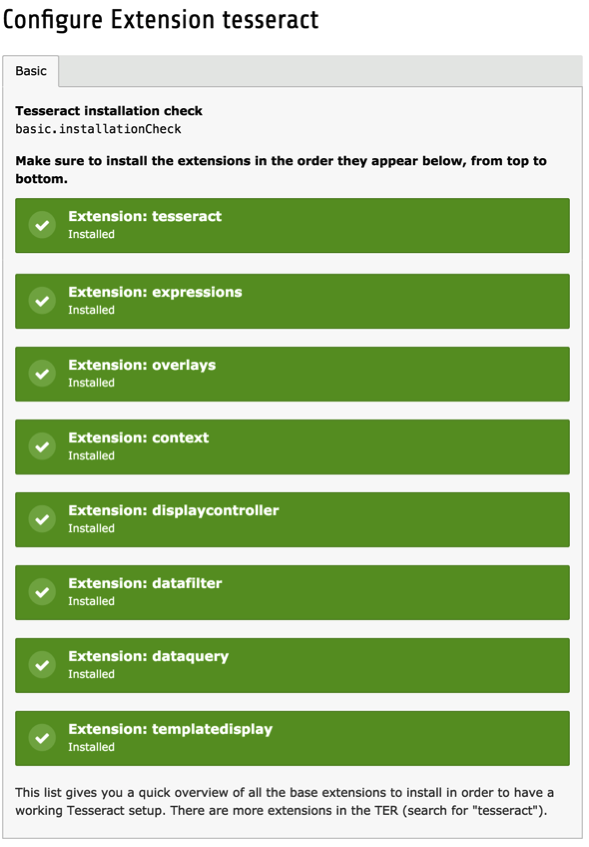 Configure Extension tesseract
Basic
Tesseract installation check
basic.installationCheck
Make sure to install the extensions in the order they appear below, from top to
bottom.
Extension: tesseract
Installed
Extension: expressions
Installed
Extension: overlays
Installed
Extension: context
Installed
Extension: displaycontroller
Installed
Extension: datafilter
Installed
Extension: dataquery
Installed
Extension: templatedisplay
Installed
This list gives you a quick overview of all the base extensions to install in order to have a
working Tesseract setup. There are more extensions in the TER (search for "tesseract").